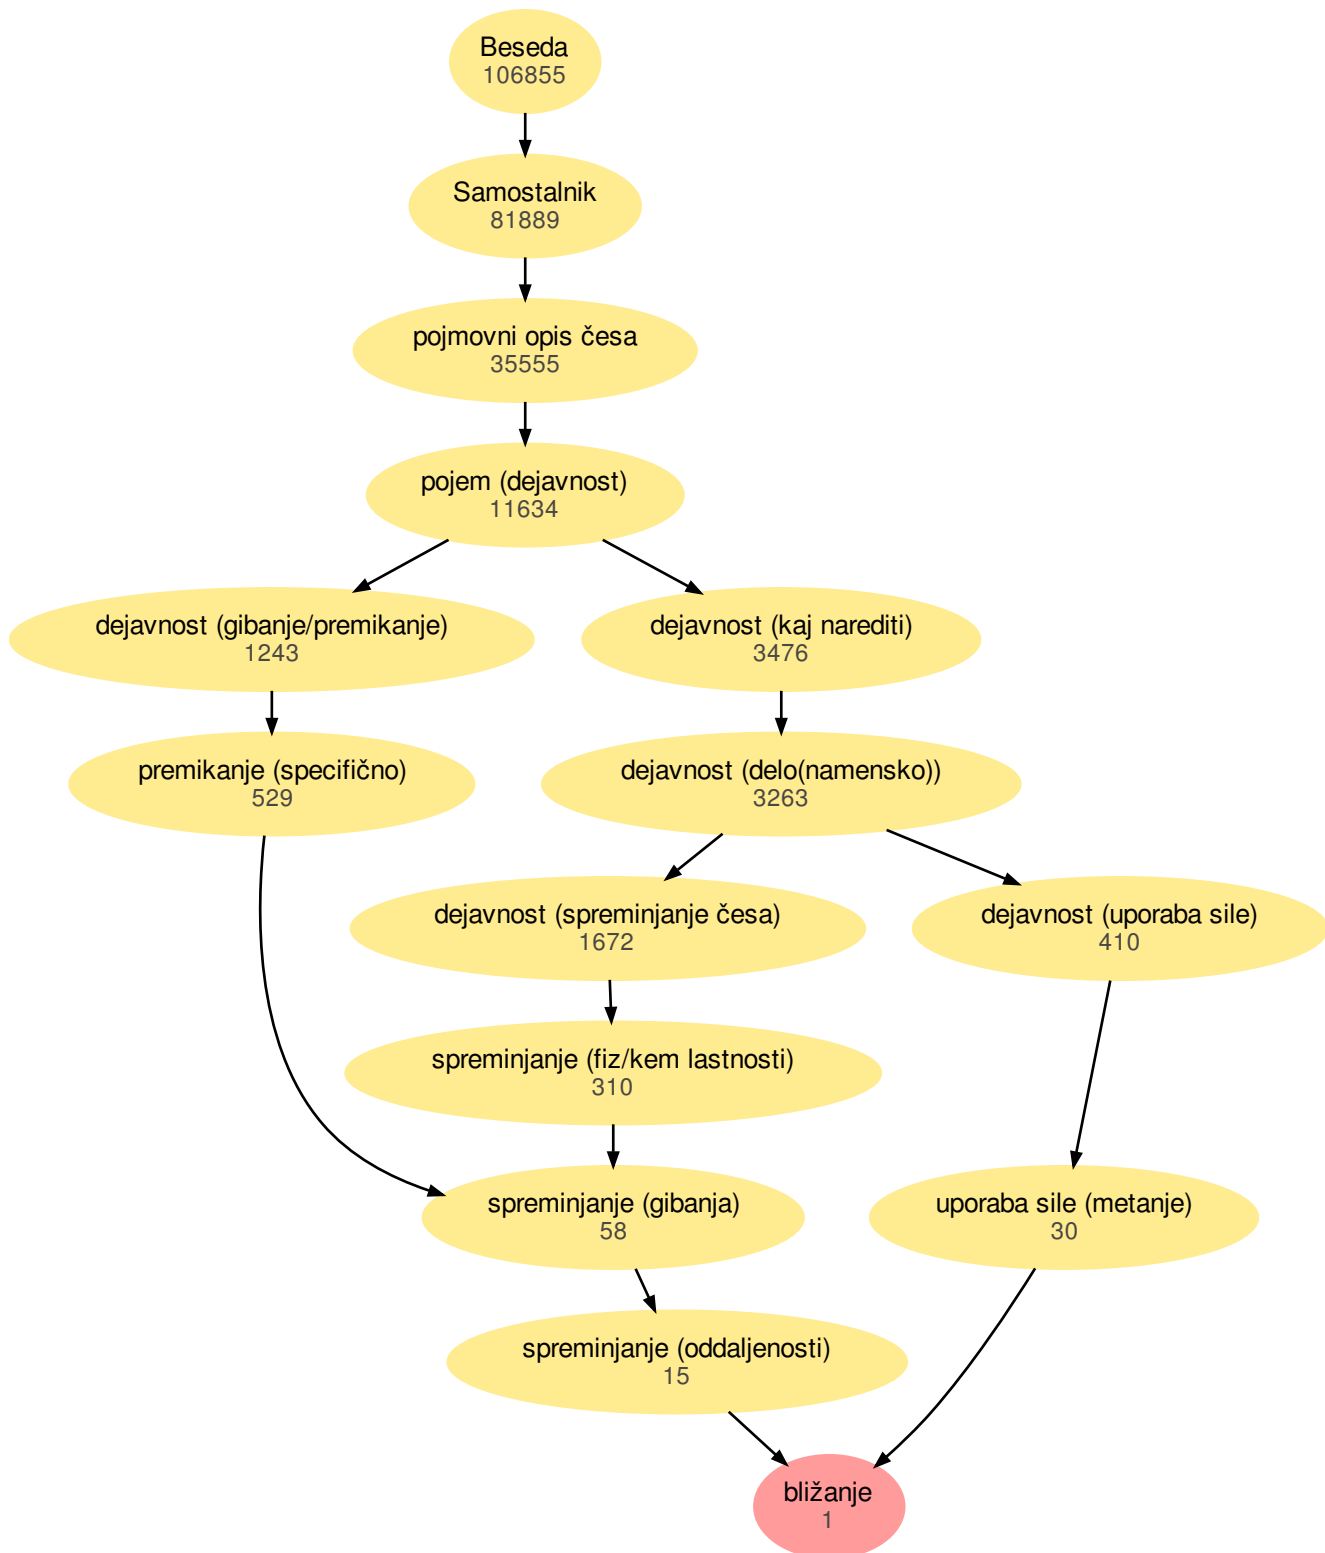 Beseda
106855
Samostalnik
81889
pojmovni opis česa
35555
pojem (dejavnost)
11634
dejavnost (gibanje/premikanje)
1243
dejavnost (kaj narediti)
3476
premikanje (specifično)
529
dejavnost (delo(namensko))
3263
dejavnost (spreminjanje česa)
1672
dejavnost (uporaba sile)
410
spreminjanje (fiz/kem lastnosti)
310
spreminjanje (gibanja)
58
uporaba sile (metanje)
30
spreminjanje (oddaljenosti)
15
bližanje
1